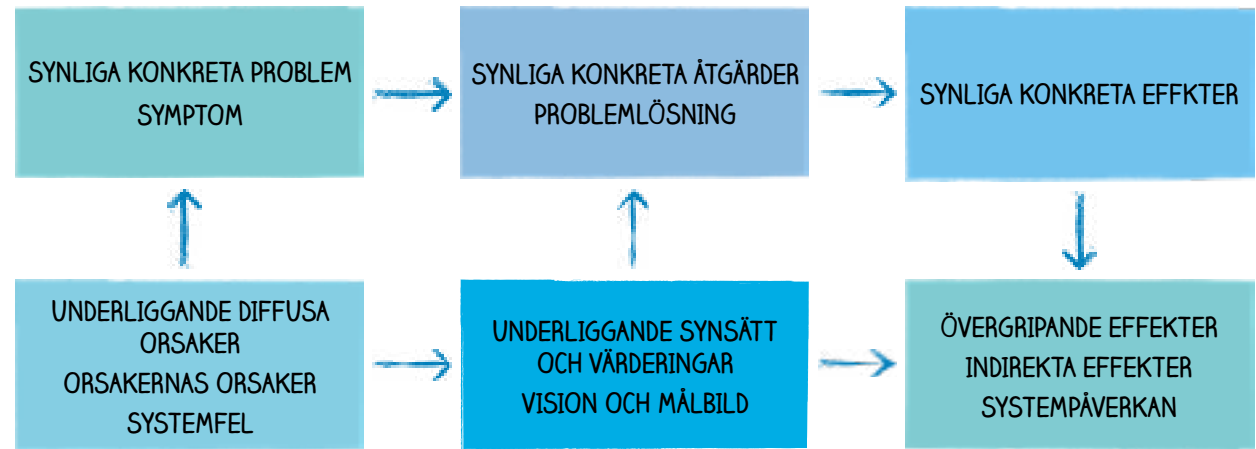 SYNLIGA KONKRETA PROBLEM
SYMPTOM
SYNLIGA KONKRETA ÅTGÄRDER
PROBLEMLÖSNING
SYNLIGA KONKRETA EFFKTER
UNDERLIGGANDE DIFFUSA
ORSAKER
ORSAKERNAS ORSAKER
SYSTEMFEL
UNDERLIGGANDE SYNSÄTT
OCH VÄRDERINGAR
VISION OCH MÅLBILD
ÖVERGRIPANDE EFFEKTER
INDIREKTA EFFEKTER
SYSTEMPÅVERKAN